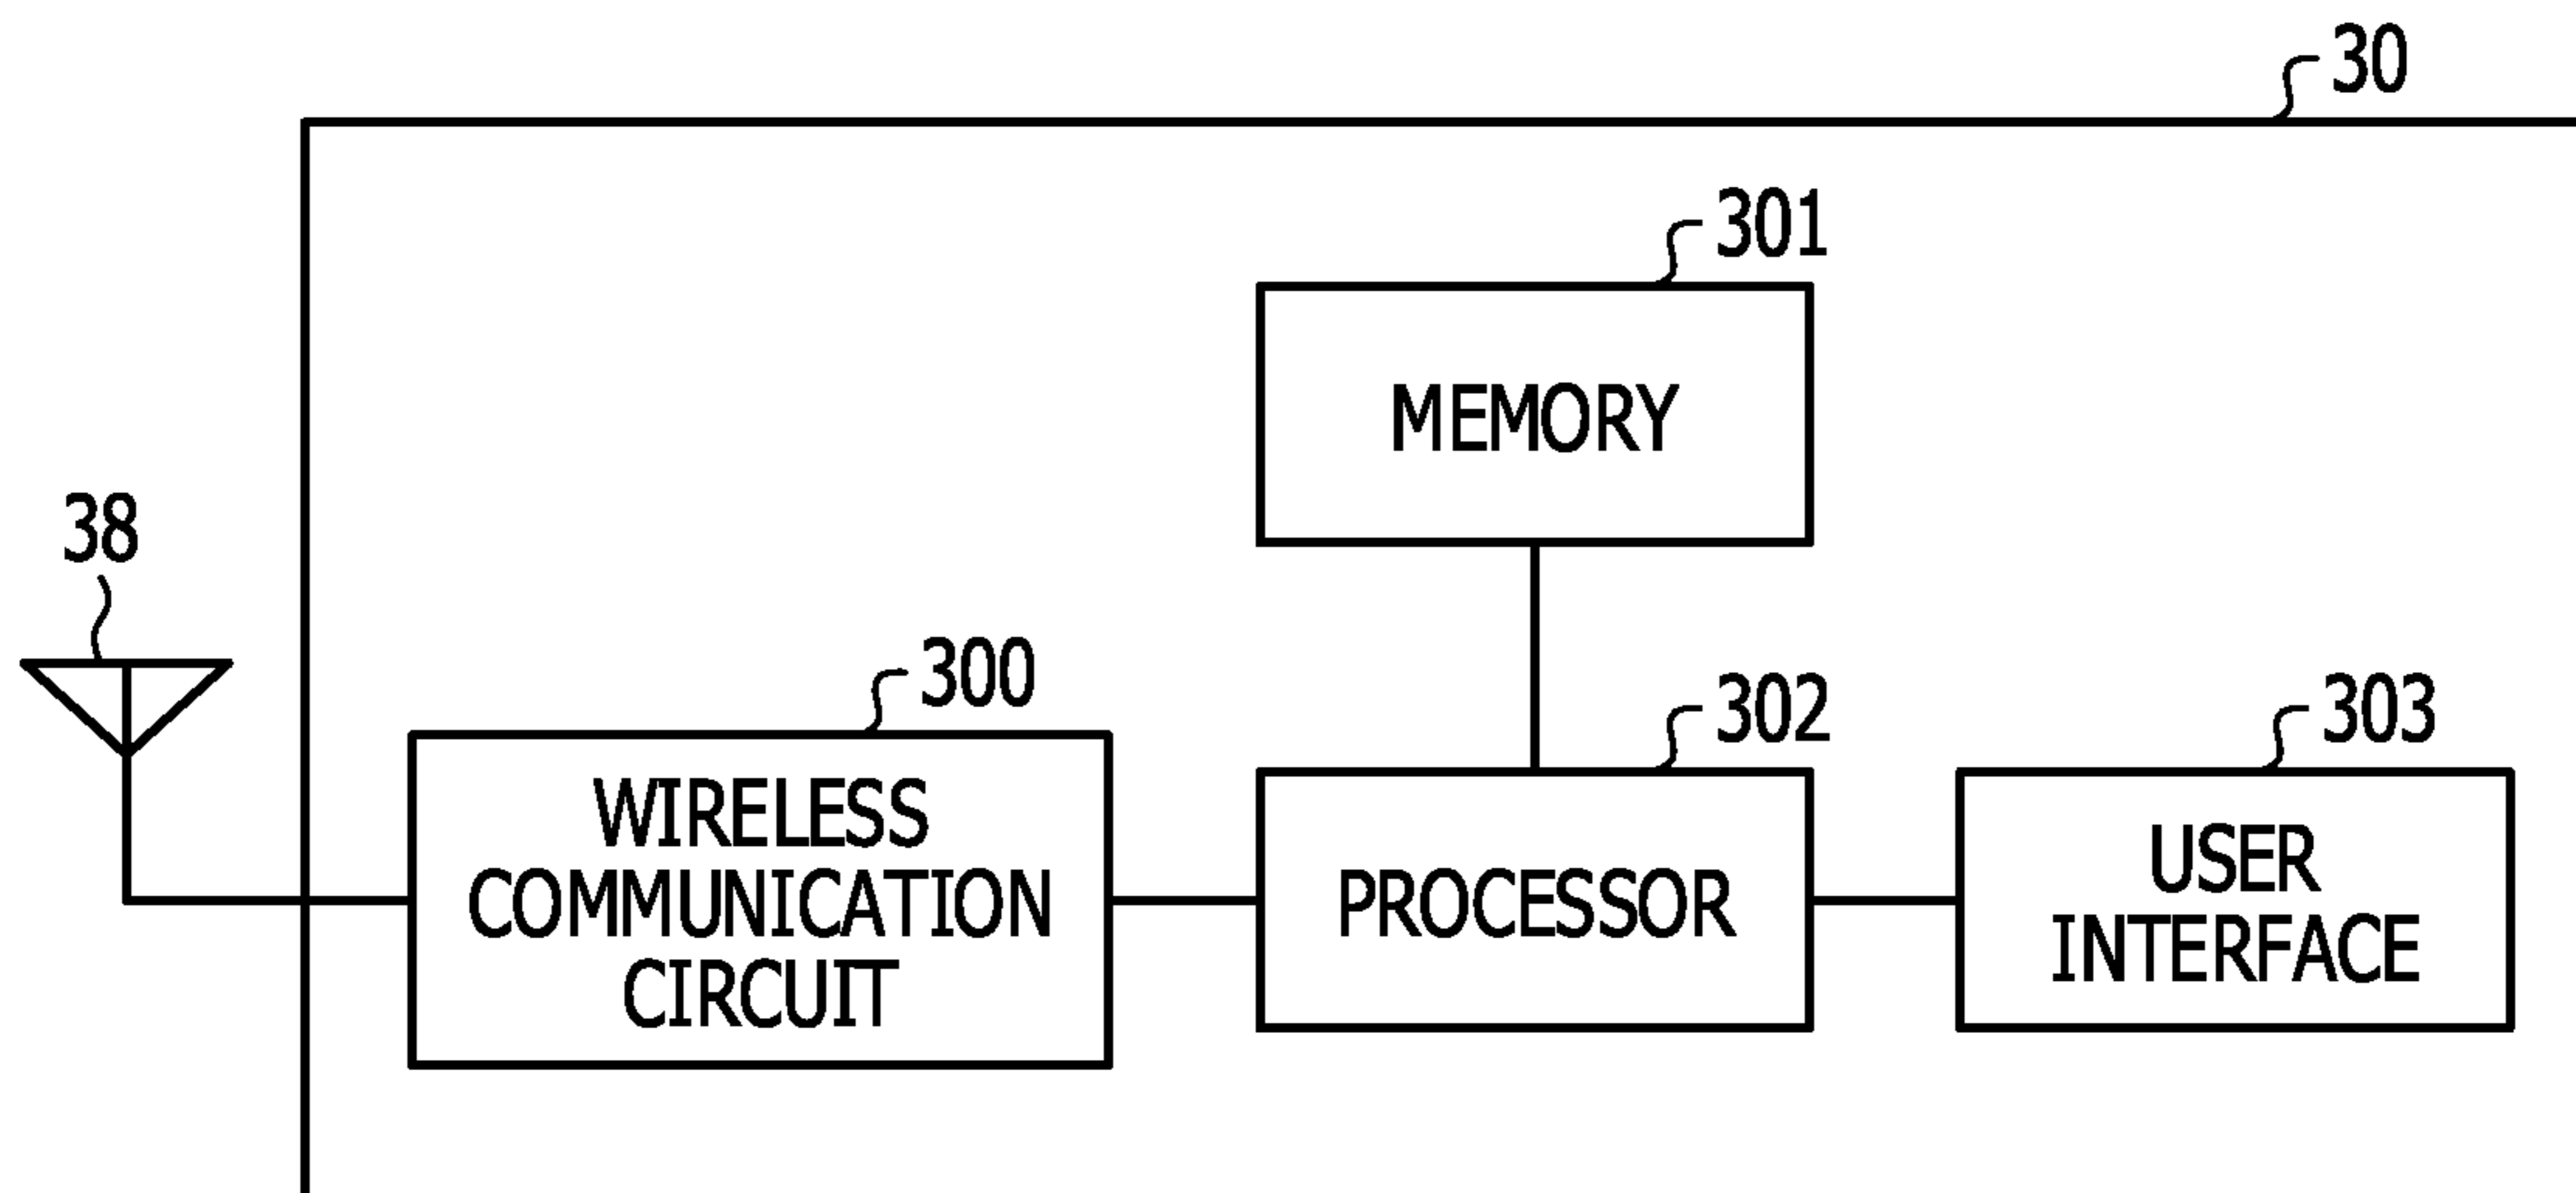 30
301
MEMORY
38
300
302
303
WIRELESS
COMMUNICATION
CIRCUIT
PROCESSOR
USER
INTERFACE